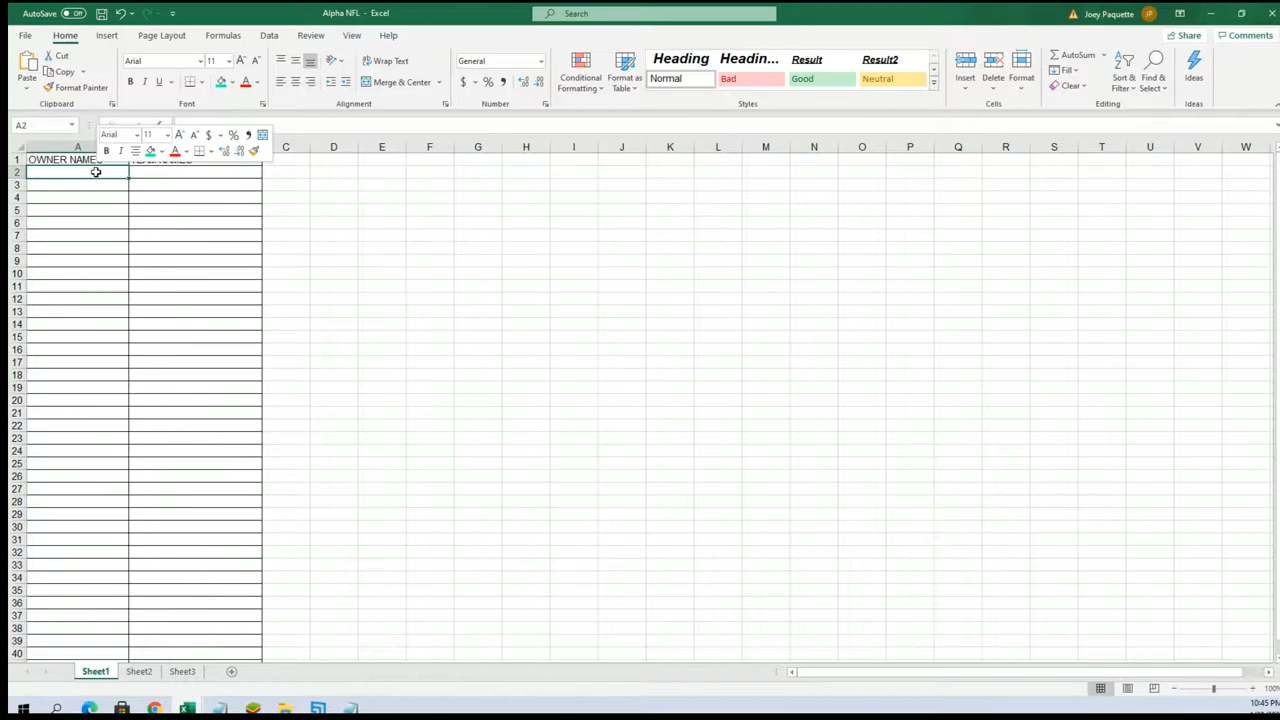 AutoSave Off
Alpha NFL - Excel
Search
Joey Paquette JP
File Home Insert Page Layout Formulas Data Review View Help
Share Comments
Paste
Cut
Copy
Format Painter
Clipboard
Arial 11
B I U
Font
Wrap Text
Merge & Center
Alignment
General
$ % 9
Number
Conditional Formatting
Format as Table
Heading Headin... Result Result2
Normal Bad Good Neutral
Styles
Insert Delete Format
Cells
AutoSum
Fill
Clear
Sort & Filter
Find & Select
Editing
Ideas
Ideas
A2
Arial 11 $ % 9
B I
A B C D E F G H I J K L M N O P Q R S T U V W
1 OWNER NAMES
2
3
4
5
6
7
8
9
10
11
12
13
14
15
16
17
18
19
20
21
22
23
24
25
26
27
28
29
30
31
32
33
34
35
36
37
38
39
40
Sheet1 Sheet2 Sheet3
100%
10:45 PM